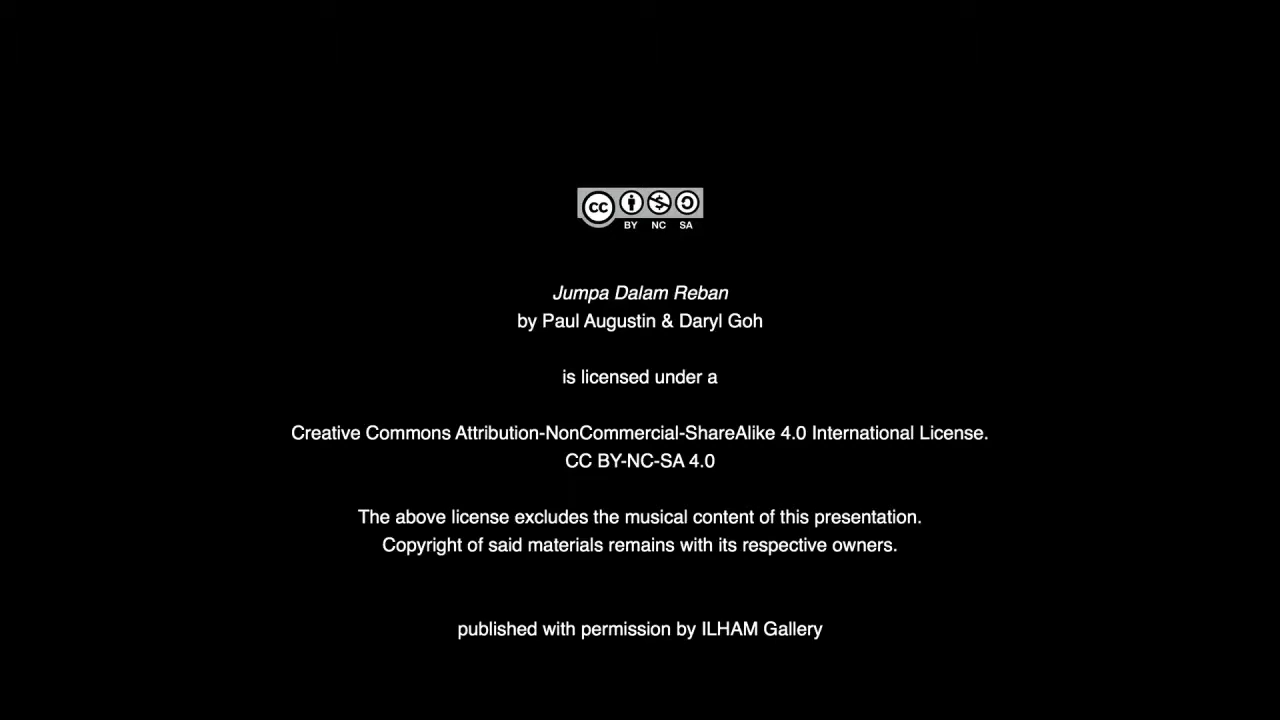 cc
BY NC SA
Jumpa Dalam Reban
by Paul Augustin & Daryl Goh
is licensed under a
Creative Commons Attribution-NonCommercial-ShareAlike 4.0 International License.
CC BY-NC-SA 4.0
The above license excludes the musical content of this presentation.
Copyright of said materials remains with its respective owners.
published with permission by ILHAM Gallery